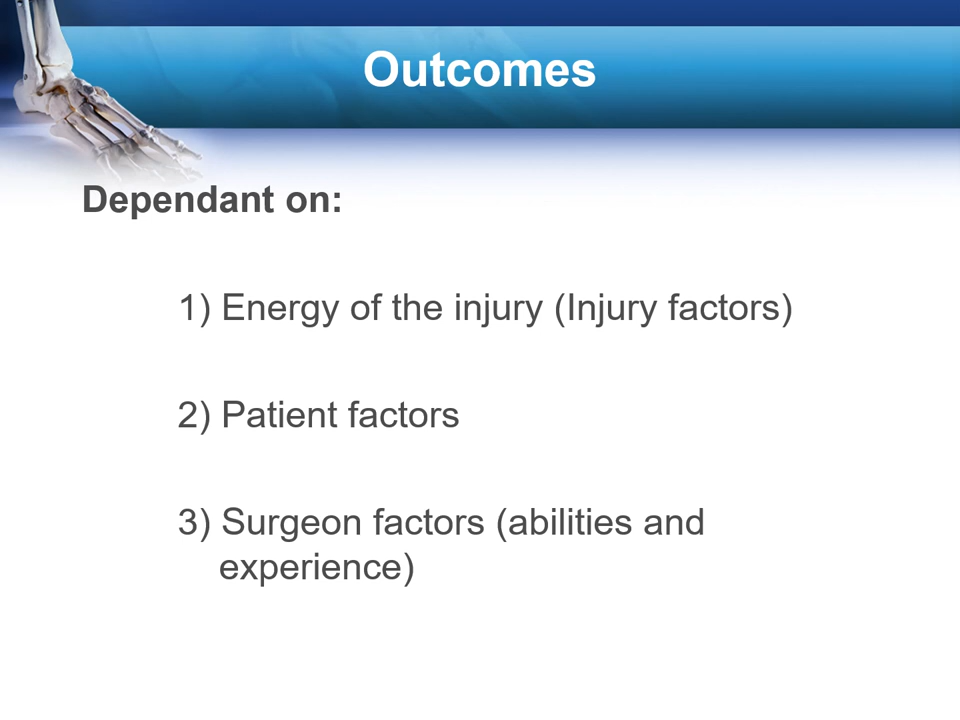 Outcomes
Dependant on:
1) Energy of the injury (Injury factors)
2) Patient factors
3) Surgeon factors (abilities and
experience)